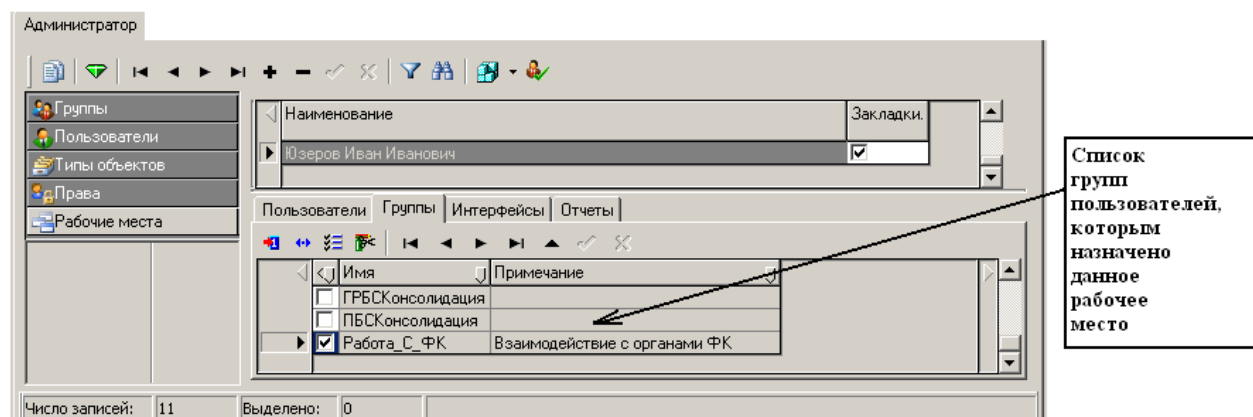 Администратор
Группы
Пользователи
Типы объектов
Права
Рабочие места
Наименование Закладки.
Юзеров Иван Иванович
Пользователи Группы Интерфейсы Отчеты
Имя Примечание
ГРБСКонсолидация
ПБСКонсолидация
Работа_С_ФК Взаимодействие с органами ФК
Число записей: 11 Выделено: 0
Список
групп
пользователей,
которым
назначено
данное
рабочее
место